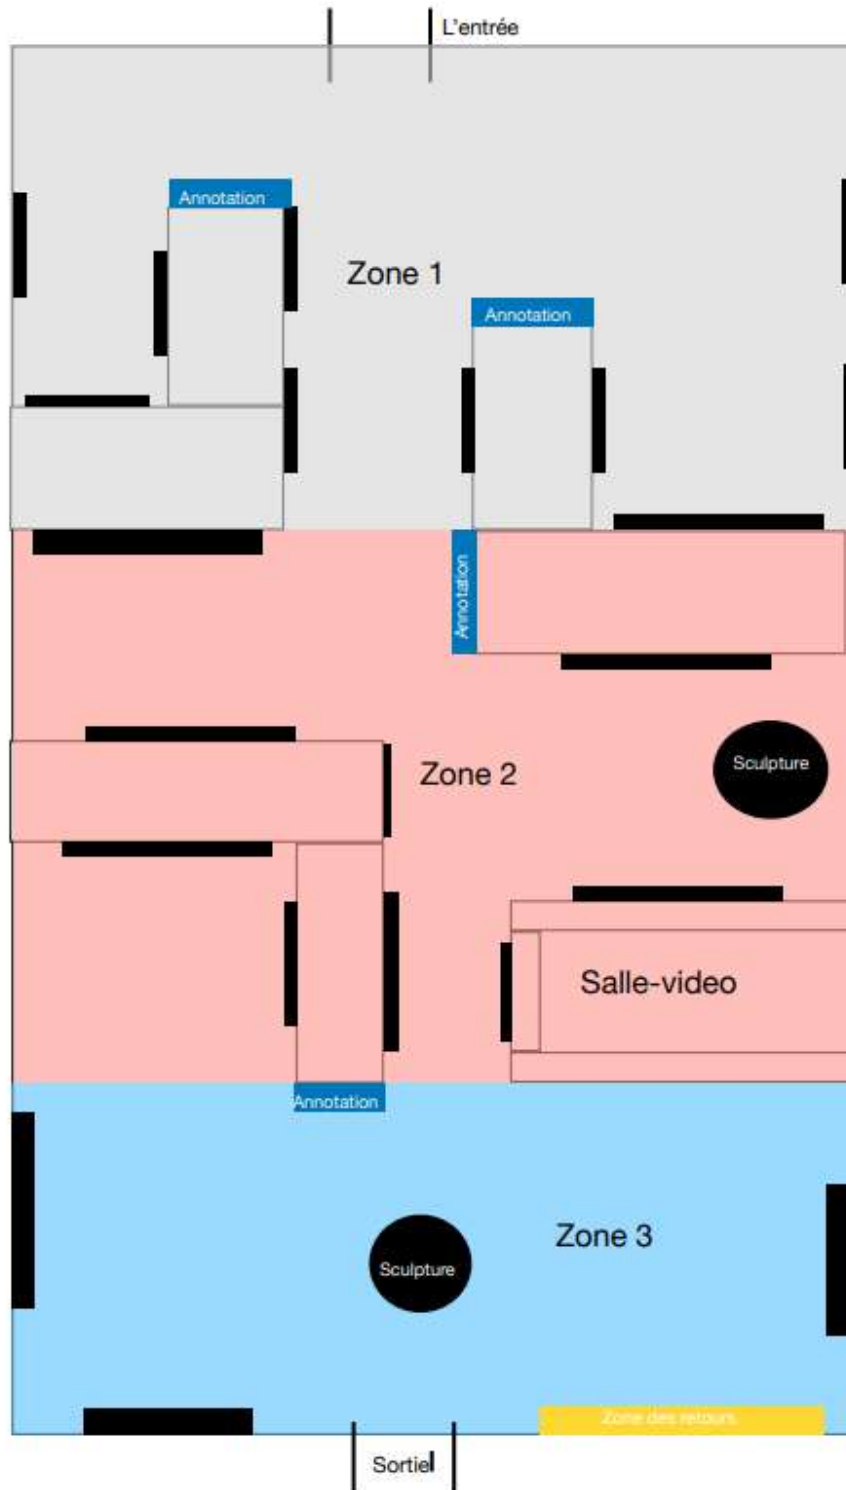 L'entrée
Annotation
Zone 1
Annotation
Annotation
Sculpture
Zone 2
Salle-video
Annotation
Zone 3
Sculpture
Zone des retours
Sortie